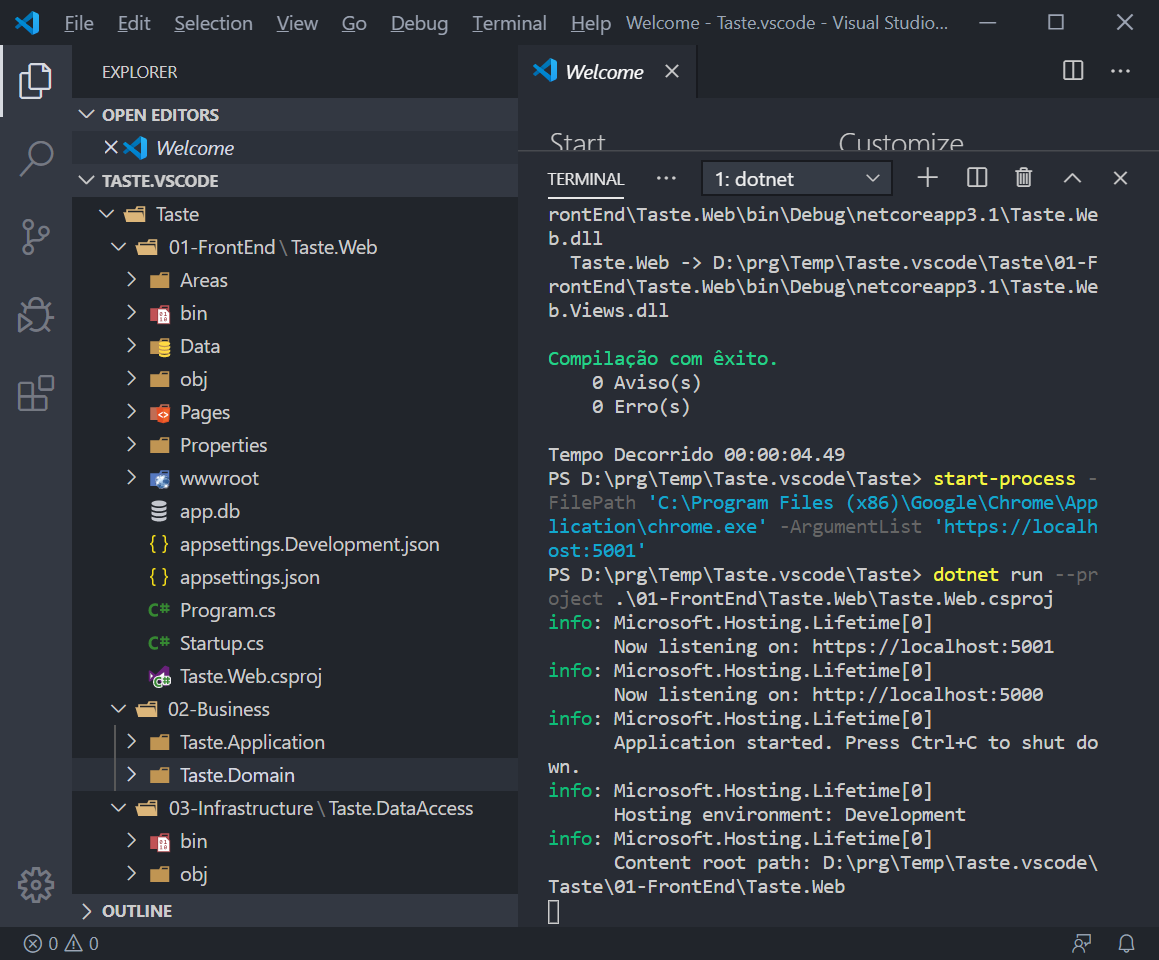 File Edit Selection View Go Debug Terminal Help Welcome - Taste.vscode - Visual Studio...
EXPLORER
OPEN EDITORS
Welcome
TASTE.VSCODE
Taste
01-FrontEnd \ Taste.Web
Areas
bin
Data
obj
Pages
Properties
wwwroot
app.db
{ } appsettings.Development.json
{ } appsettings.json
C# Program.cs
C# Startup.cs
Taste.Web.csproj
02-Business
Taste.Application
Taste.Domain
03-Infrastructure \ Taste.DataAccess
bin
obj
OUTLINE
0 0
Welcome
Start Customize
TERMINAL ... 1: dotnet
rontEnd\Taste.Web\bin\Debug\netcoreapp3.1\Taste.We
b.dll
Taste.Web -> D:\prg\Temp\Taste.vscode\Taste\01-F
rontEnd\Taste.Web\bin\Debug\netcoreapp3.1\Taste.We
b.Views.dll
Compilação com êxito.
0 Aviso(s)
0 Erro(s)
Tempo Decorrido 00:00:04.49
PS D:\prg\Temp\Taste.vscode\Taste> start-process -
FilePath 'C:\Program Files (x86)\Google\Chrome\App
lication\chrome.exe' -ArgumentList 'https://localh
ost:5001'
PS D:\prg\Temp\Taste.vscode\Taste> dotnet run --pr
oject .\01-FrontEnd\Taste.Web\Taste.Web.csproj
info: Microsoft.Hosting.Lifetime[0]
Now listening on: https://localhost:5001
info: Microsoft.Hosting.Lifetime[0]
Now listening on: http://localhost:5000
info: Microsoft.Hosting.Lifetime[0]
Application started. Press Ctrl+C to shut do
wn.
info: Microsoft.Hosting.Lifetime[0]
Hosting environment: Development
info: Microsoft.Hosting.Lifetime[0]
Content root path: D:\prg\Temp\Taste.vscode\
Taste\01-FrontEnd\Taste.Web